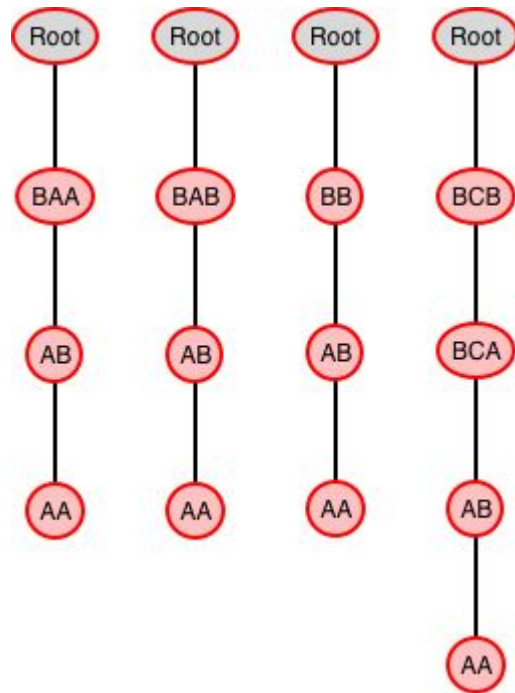 Root Root Root Root
BAA BAB BB BCB
AB AB AB BCA
AA AA AA AB
AA